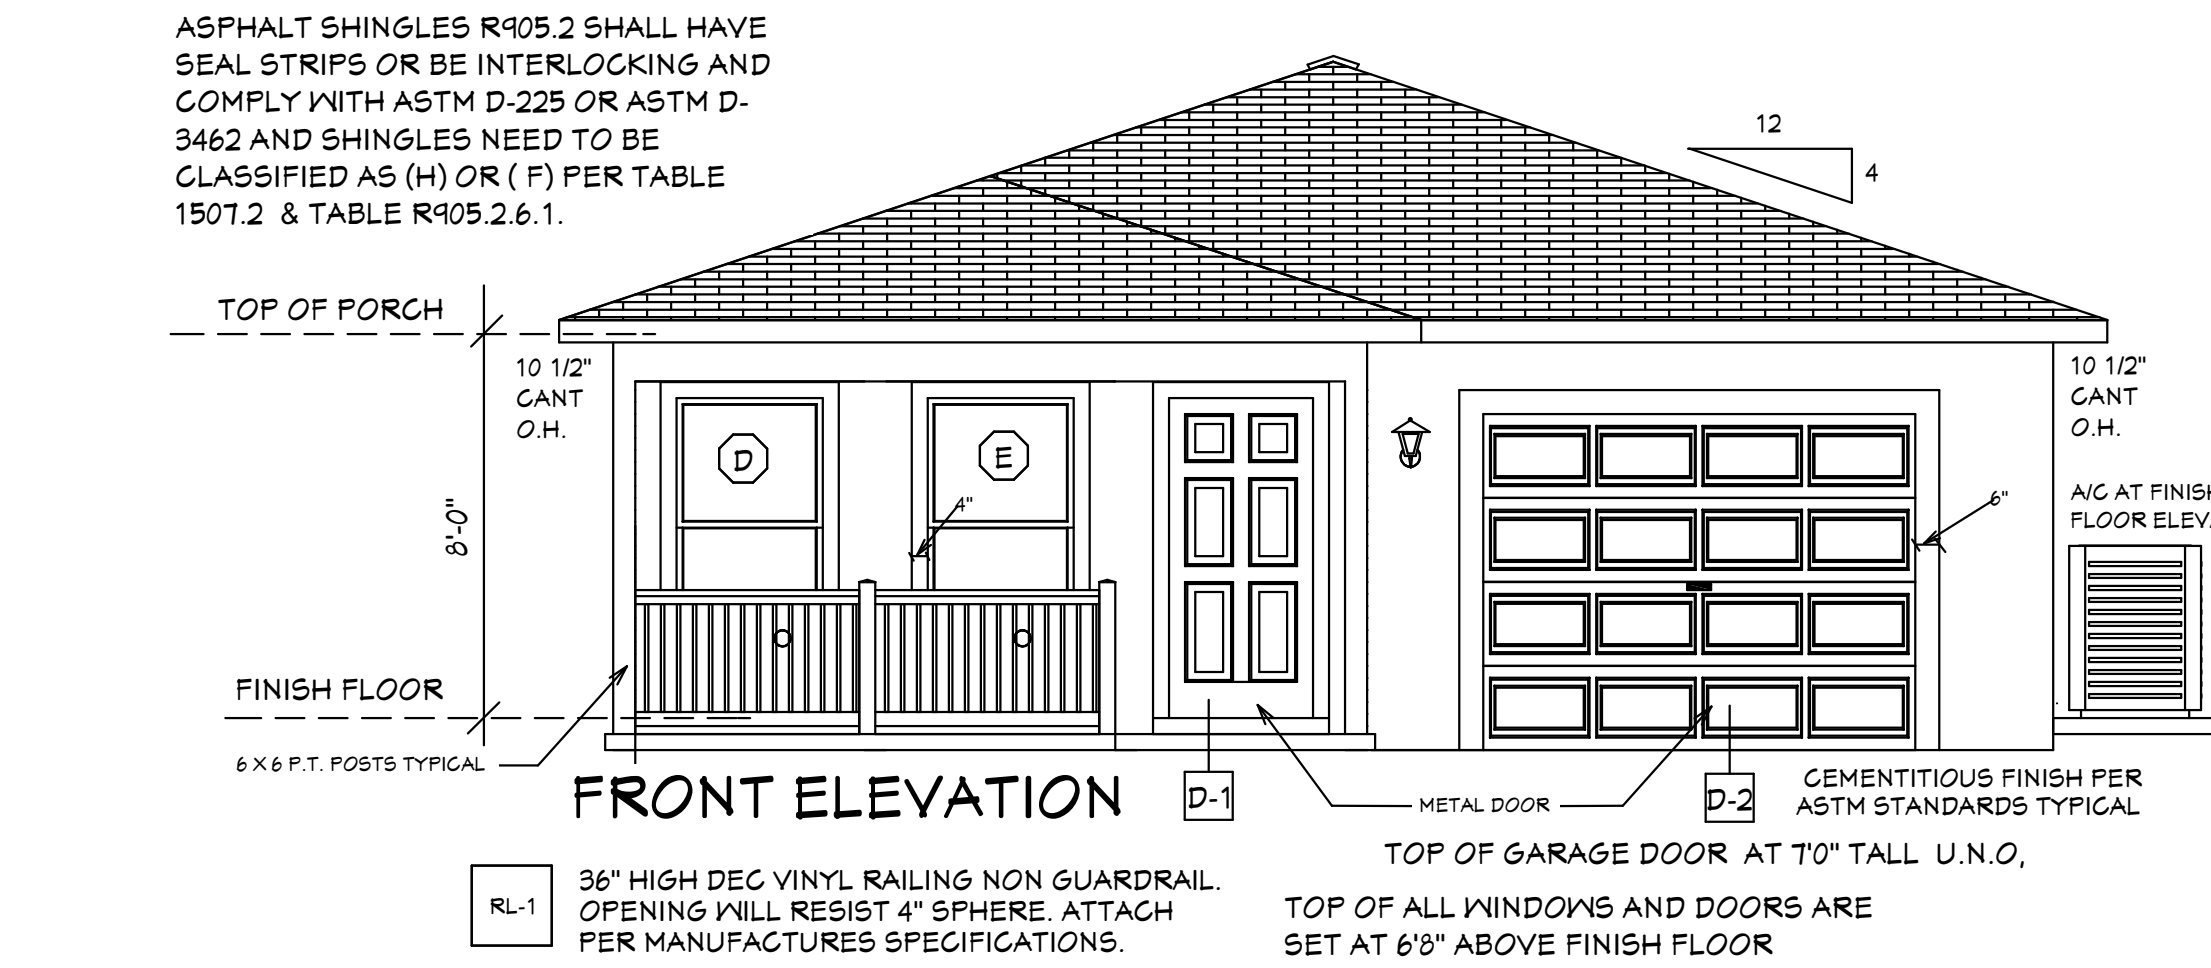 ASPHALT SHINGLES R905.2 SHALL HAVE
SEAL STRIPS OR BE INTERLOCKING AND
COMPLY WITH ASTM D-225 OR ASTM D-
3462 AND SHINGLES NEED TO BE
CLASSIFIED AS (H) OR ( F) PER TABLE
1507.2 & TABLE R905.2.6.1.
12
4
TOP OF PORCH
10 1/2"
CANT
O.H.
10 1/2"
CANT
O.H.
D
E
4"
6"
8'-0"
A/C AT FINISH
FLOOR ELEVA
FINISH FLOOR
6 X 6 P.T. POSTS TYPICAL
FRONT ELEVATION
D-1
METAL DOOR
D-2
CEMENTITIOUS FINISH PER
ASTM STANDARDS TYPICAL
TOP OF GARAGE DOOR AT 7'0" TALL U.N.O,
RL-1
36" HIGH DEC VINYL RAILING NON GUARDRAIL.
OPENING WILL RESIST 4" SPHERE. ATTACH
PER MANUFACTURES SPECIFICATIONS.
TOP OF ALL WINDOWS AND DOORS ARE
SET AT 6'8" ABOVE FINISH FLOOR